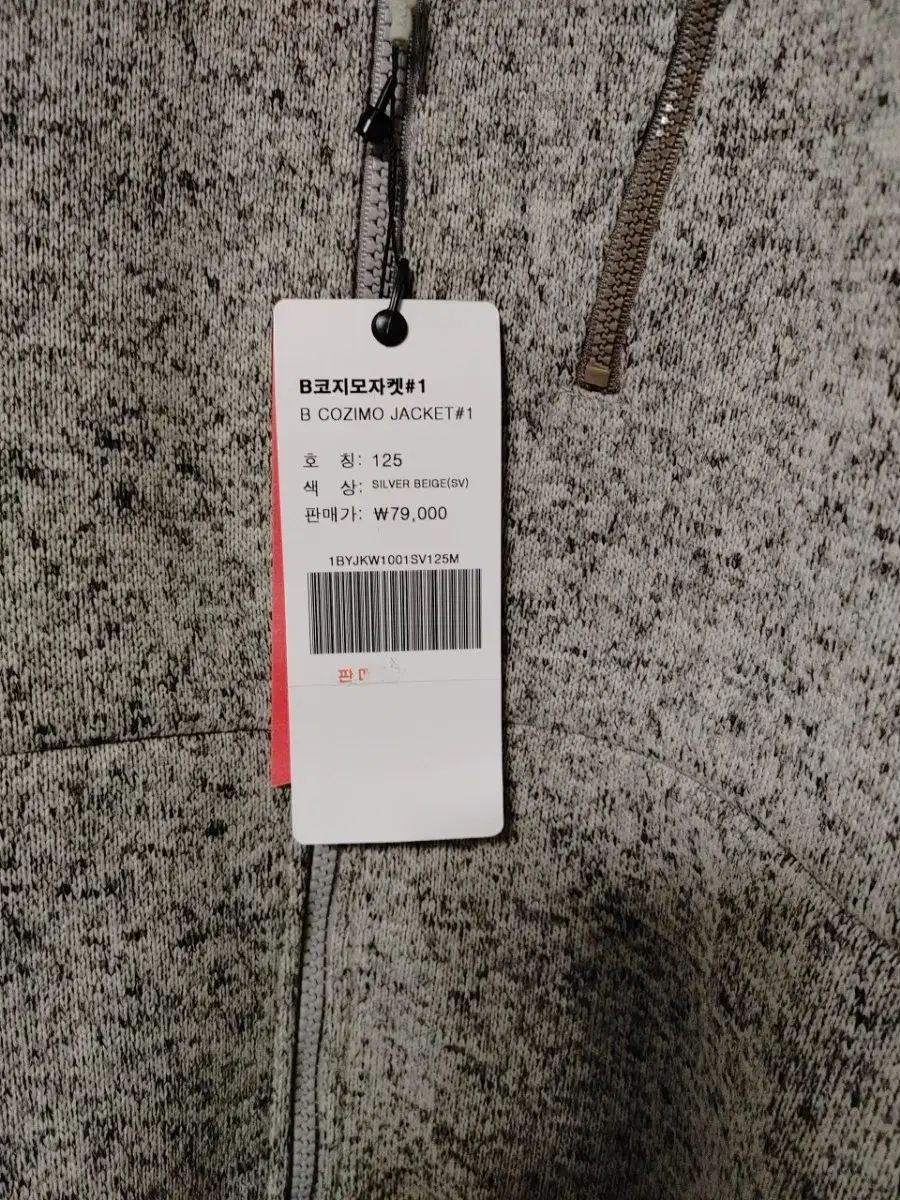 B코지모자켓#1
B COZIMO JACKET#1
호 칭: 125
색 상: SILVER BEIGE(SV)
판매가: ₩79,000
1BYJKW1001SV125M
판